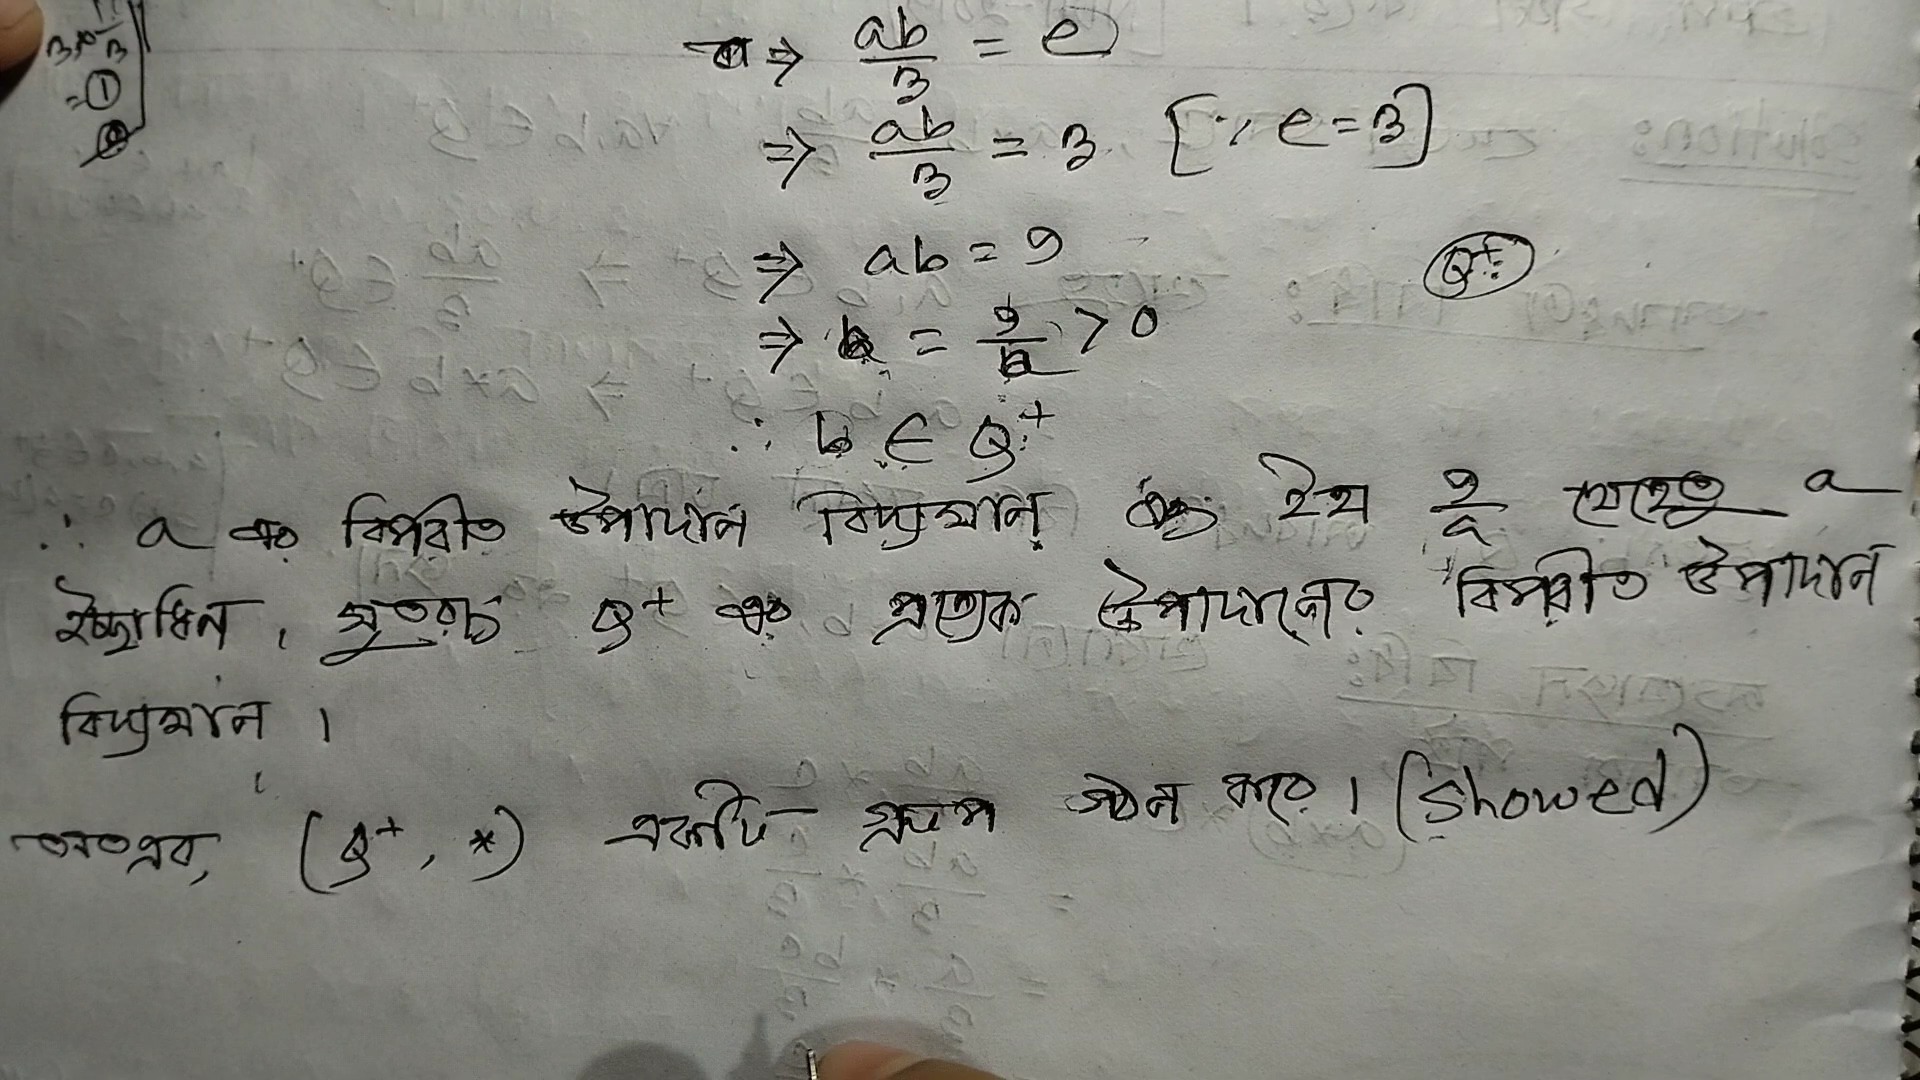 ⇒ ab/3 = e
⇒ ab/3 = 3 [∵ e = 3]
⇒ ab = 9
⇒ b = 9/a > 0
Q⁺
∴ b ∈ Q⁺
∴ a এর বিপরীত উপাদান বিদ্যমান এবং ইহা 9/a যেহেতু a
ইচ্ছাধিন, সুতরাং Q⁺ এর প্রত্যেক উপাদানের বিপরীত উপাদান
বিদ্যমান।
অতএব, (Q⁺, *) একটি গ্রুপ গঠন করে। (Showed)